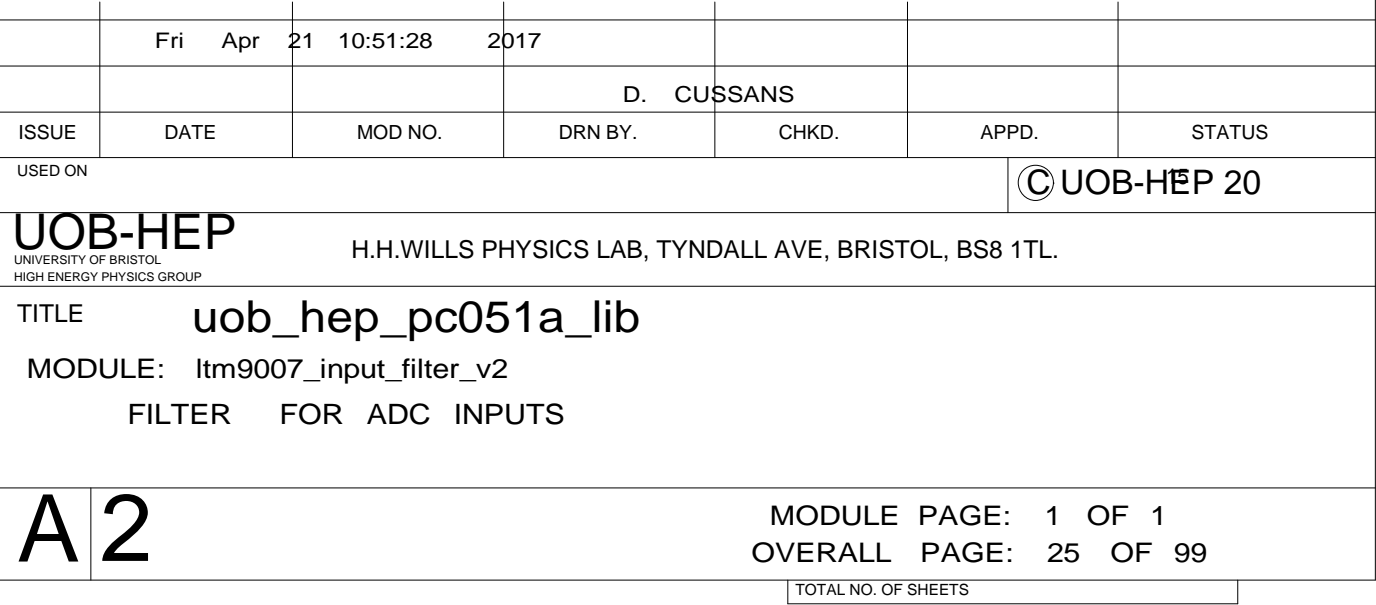 Fri Apr 21 10:51:28 2017
D. CUSSANS
ISSUE DATE MOD NO. DRN BY. CHKD. APPD. STATUS
USED ON
© UOB-HEP 20 15
UOB-HEP
UNIVERSITY OF BRISTOL
HIGH ENERGY PHYSICS GROUP
H.H.WILLS PHYSICS LAB, TYNDALL AVE, BRISTOL, BS8 1TL.
TITLE uob_hep_pc051a_lib
MODULE: ltm9007_input_filter_v2
FILTER FOR ADC INPUTS
A 2
MODULE PAGE: 1 OF 1
OVERALL PAGE: 25 OF 99
TOTAL NO. OF SHEETS